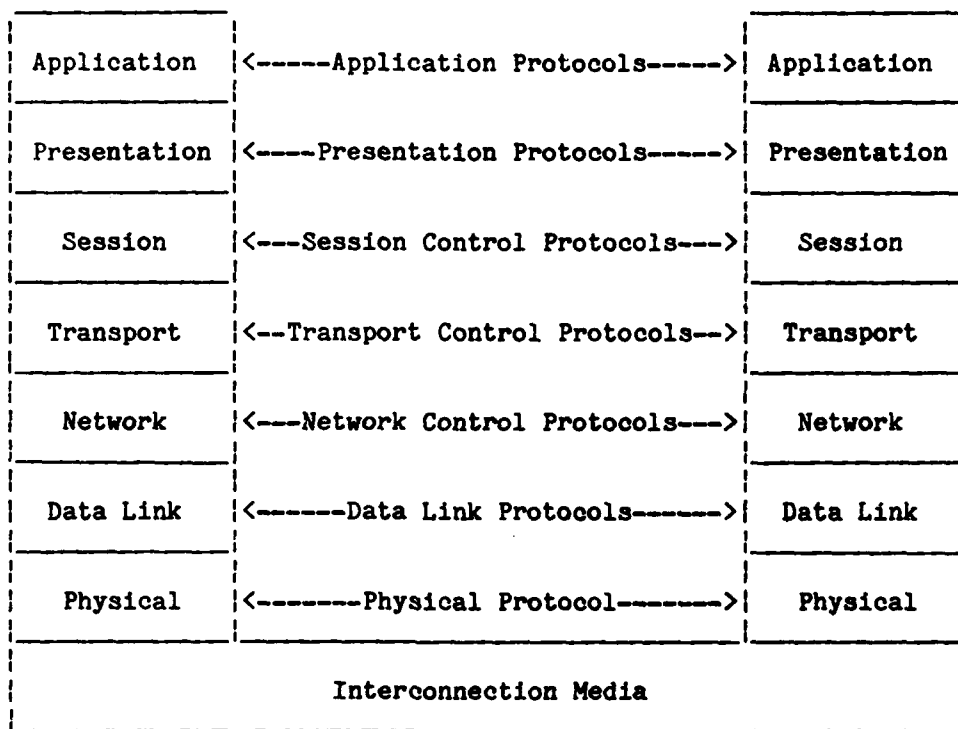 Application |<-----Application Protocols----->| Application
Presentation |<----Presentation Protocols----->| Presentation
Session |<---Session Control Protocols--->| Session
Transport |<--Transport Control Protocols-->| Transport
Network |<---Network Control Protocols--->| Network
Data Link |<------Data Link Protocols------>| Data Link
Physical |<-------Physical Protocol------->| Physical
Interconnection Media